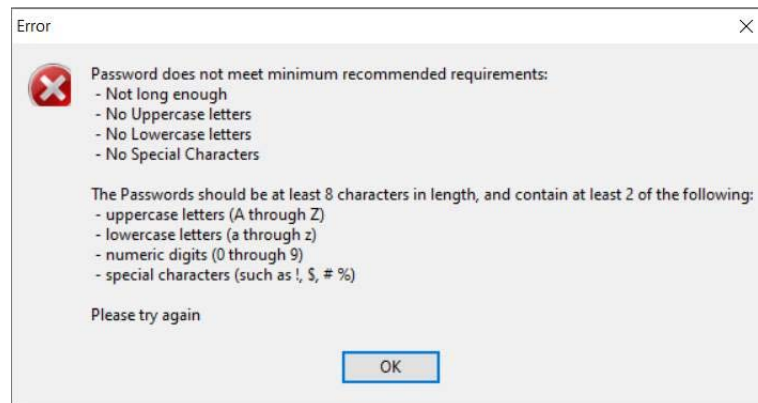 Error
Password does not meet minimum recommended requirements:
- Not long enough
- No Uppercase letters
- No Lowercase letters
- No Special Characters
The Passwords should be at least 8 characters in length, and contain at least 2 of the following:
- uppercase letters (A through Z)
- lowercase letters (a through z)
- numeric digits (0 through 9)
- special characters (such as !, $, # %)
Please try again
OK